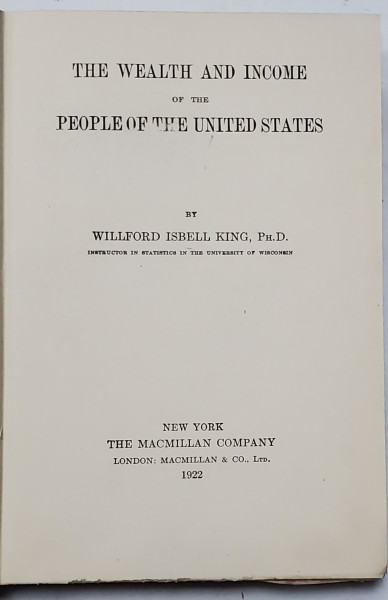 THE WEALTH AND INCOME
OF THE
PEOPLE OF THE UNITED STATES
BY
WILLFORD ISBELL KING, PH.D.
INSTRUCTOR IN STATISTICS IN THE UNIVERSITY OF WISCONSIN
NEW YORK
THE MACMILLAN COMPANY
LONDON: MACMILLAN & CO., LTD.
1922